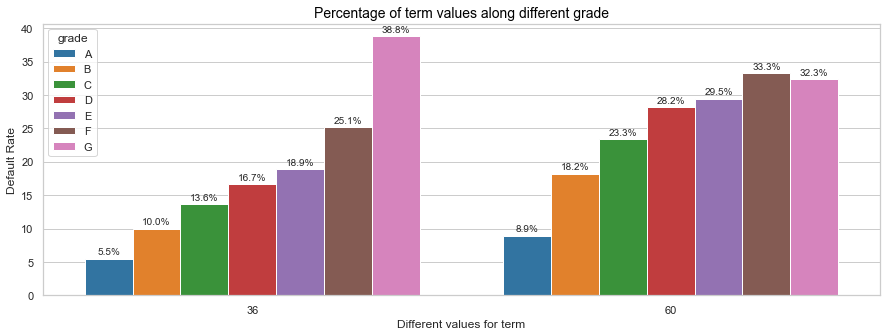 Percentage of term values along different grade
Default Rate
40
35
30
25
20
15
10
5
0
grade
A
B
C
D
E
F
G
5.5%
10.0%
13.6%
16.7%
18.9%
25.1%
38.8%
8.9%
18.2%
23.3%
28.2%
29.5%
33.3%
32.3%
36
60
Different values for term